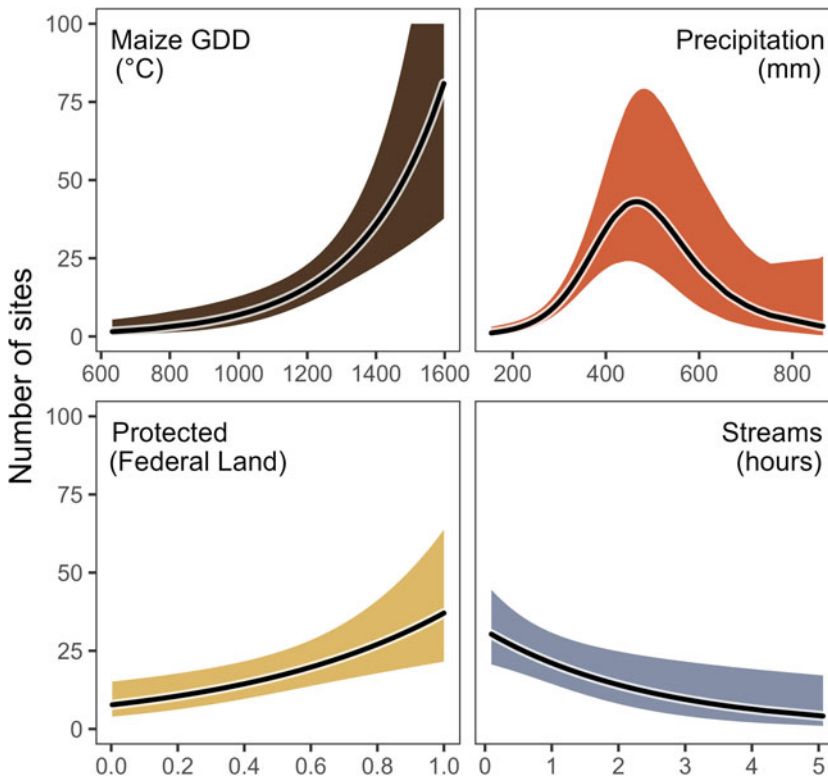 Number of sites
Maize GDD
(°C)
100
75
50
25
0
600 800 1000 1200 1400 1600
Precipitation
(mm)
200 400 600 800
Protected
(Federal Land)
100
75
50
25
0
0.0 0.2 0.4 0.6 0.8 1.0
Streams
(hours)
0 1 2 3 4 5